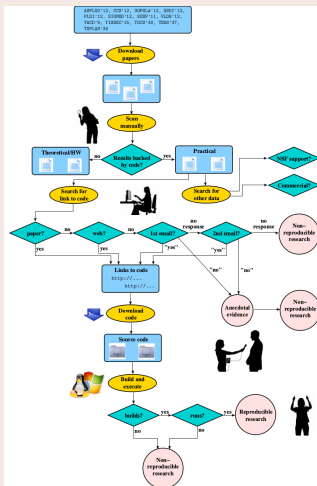 ASPLOS'12, CCS'12, OOPSLA'12, OSDI'12,
PLDI'12, SIGMOD'12, SOSP'11, VLDB'12,
TACO'9, TISSEC'15, TOCS'30, TODS'37,
TOPLAS'34
Download
papers
Scan
manually
Theoretical/HW
no
Results backed
by code?
yes
Practical
NSF support?
Commercial?
Search for
link to code
Search for
other data
paper?
no
web?
no
1st email?
no
response
2nd email?
no
response
Non-
reproducible
research
yes
yes
"yes"
"yes"
"no"
"no"
Links to code
http://...
http://...
Anecdotal
evidence
Non-
reproducible
research
Download
code
Source code
Build and
execute
builds?
yes
runs?
yes
Reproducible
research
no
no
Non-
reproducible
research